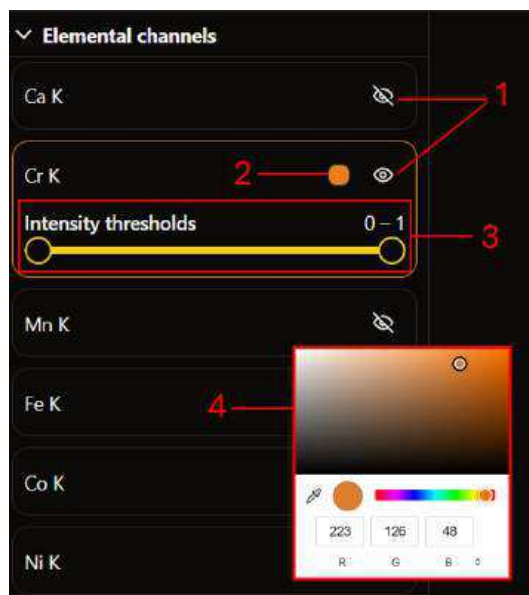 Elemental channels
Ca K
1
Cr K
2
Intensity thresholds 0 – 1
3
Mn K
Fe K
4
Co K
223 126 48
R G B
Ni K